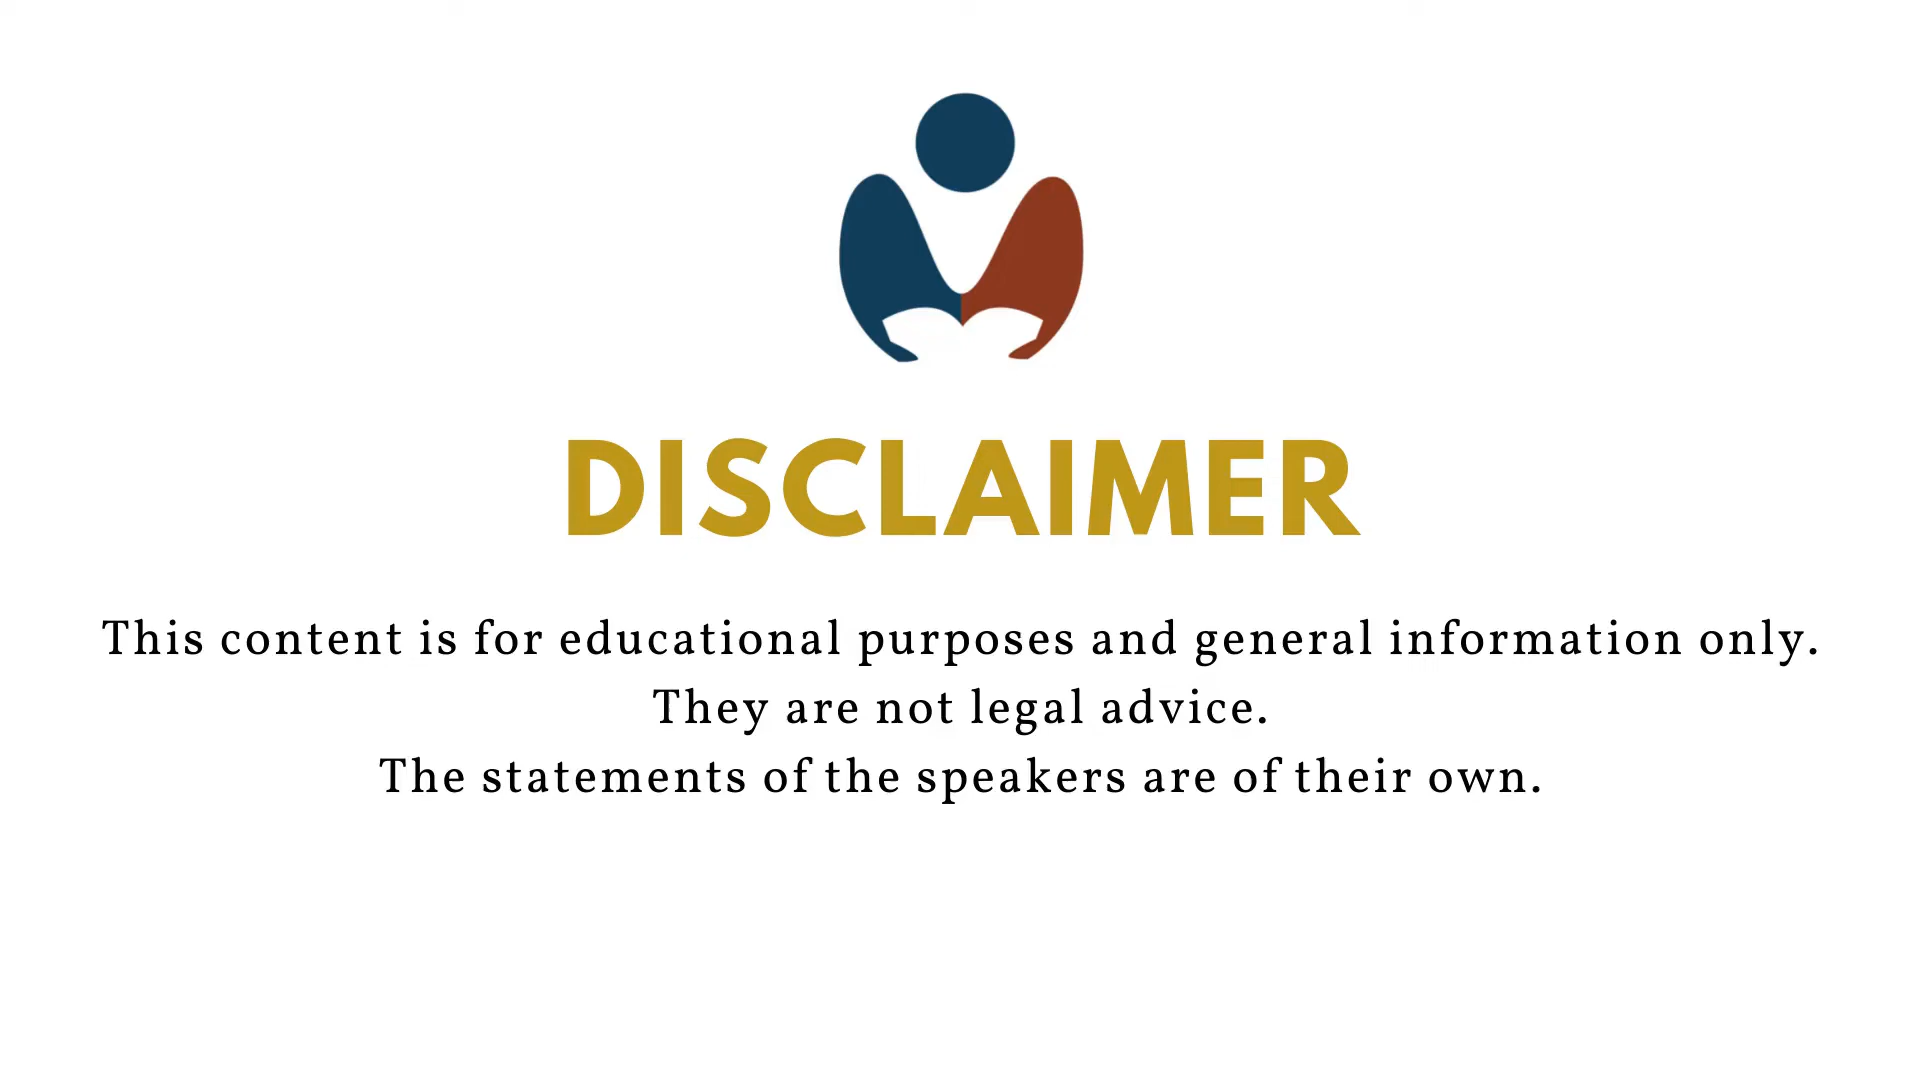 DISCLAIMER
This content is for educational purposes and general information only.
They are not legal advice.
The statements of the speakers are of their own.